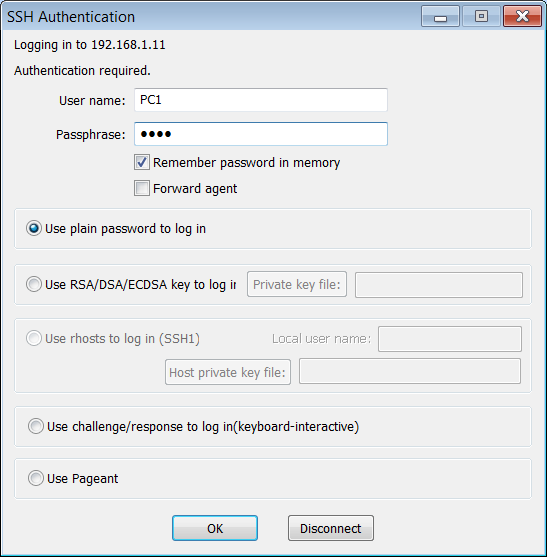 SSH Authentication
Logging in to 192.168.1.11
Authentication required.
User name: PC1
Passphrase: ••••
Remember password in memory
Forward agent
Use plain password to log in
Use RSA/DSA/ECDSA key to log in Private key file:
Use rhosts to log in (SSH1) Local user name:
Host private key file:
Use challenge/response to log in(keyboard-interactive)
Use Pageant
OK Disconnect